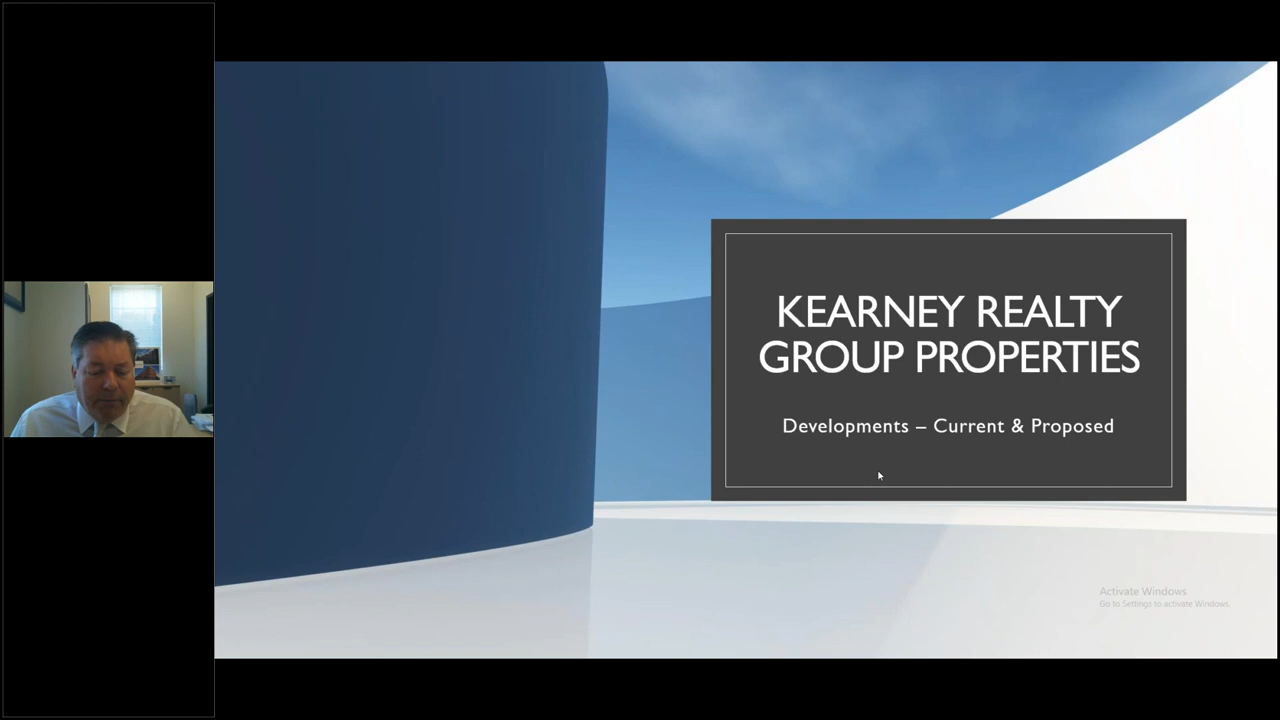 KEARNEY REALTY
GROUP PROPERTIES
Developments – Current & Proposed
Activate Windows
Go to Settings to activate Windows.